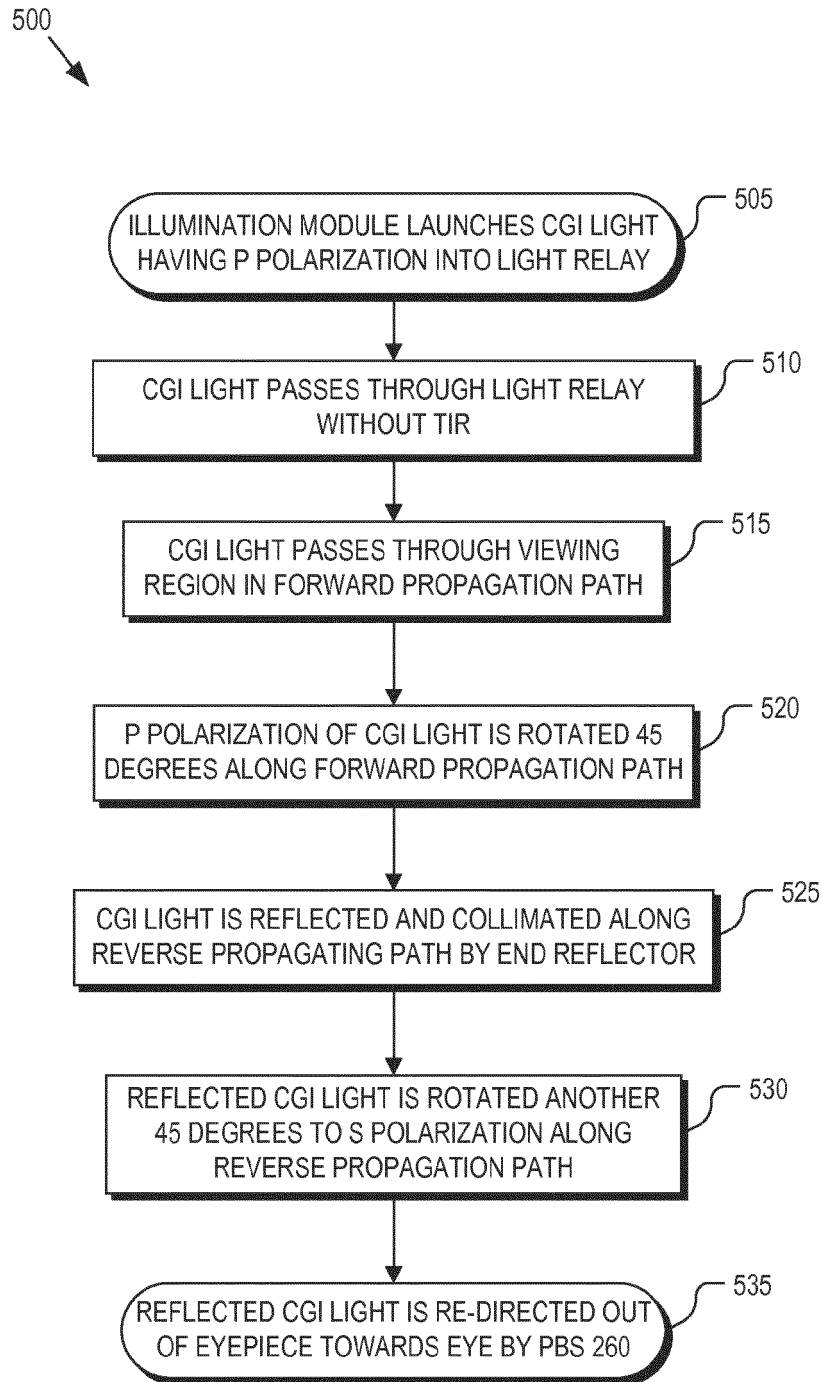 500
505
ILLUMINATION MODULE LAUNCHES CGI LIGHT
HAVING P POLARIZATION INTO LIGHT RELAY
510
CGI LIGHT PASSES THROUGH LIGHT RELAY
WITHOUT TIR
515
CGI LIGHT PASSES THROUGH VIEWING
REGION IN FORWARD PROPAGATION PATH
520
P POLARIZATION OF CGI LIGHT IS ROTATED 45
DEGREES ALONG FORWARD PROPAGATION PATH
525
CGI LIGHT IS REFLECTED AND COLLIMATED ALONG
REVERSE PROPAGATING PATH BY END REFLECTOR
530
REFLECTED CGI LIGHT IS ROTATED ANOTHER
45 DEGREES TO S POLARIZATION ALONG
REVERSE PROPAGATION PATH
535
REFLECTED CGI LIGHT IS RE-DIRECTED OUT
OF EYEPIECE TOWARDS EYE BY PBS 260